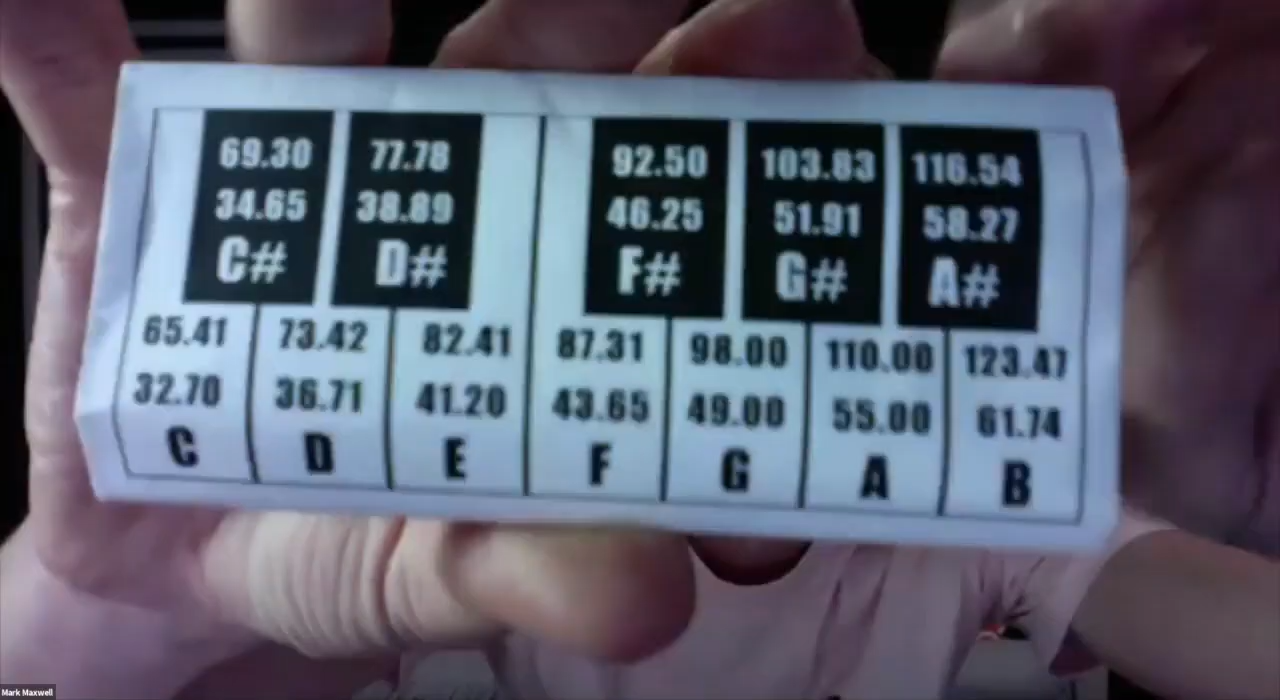 69.30 77.78 92.50 103.83 116.54
34.65 38.89 46.25 51.91 58.27
C# D# F# G# A#
65.41 73.42 82.41 87.31 98.00 110.00 123.47
32.70 36.71 41.20 43.65 49.00 55.00 61.74
C D E F G A B
Mark Maxwell